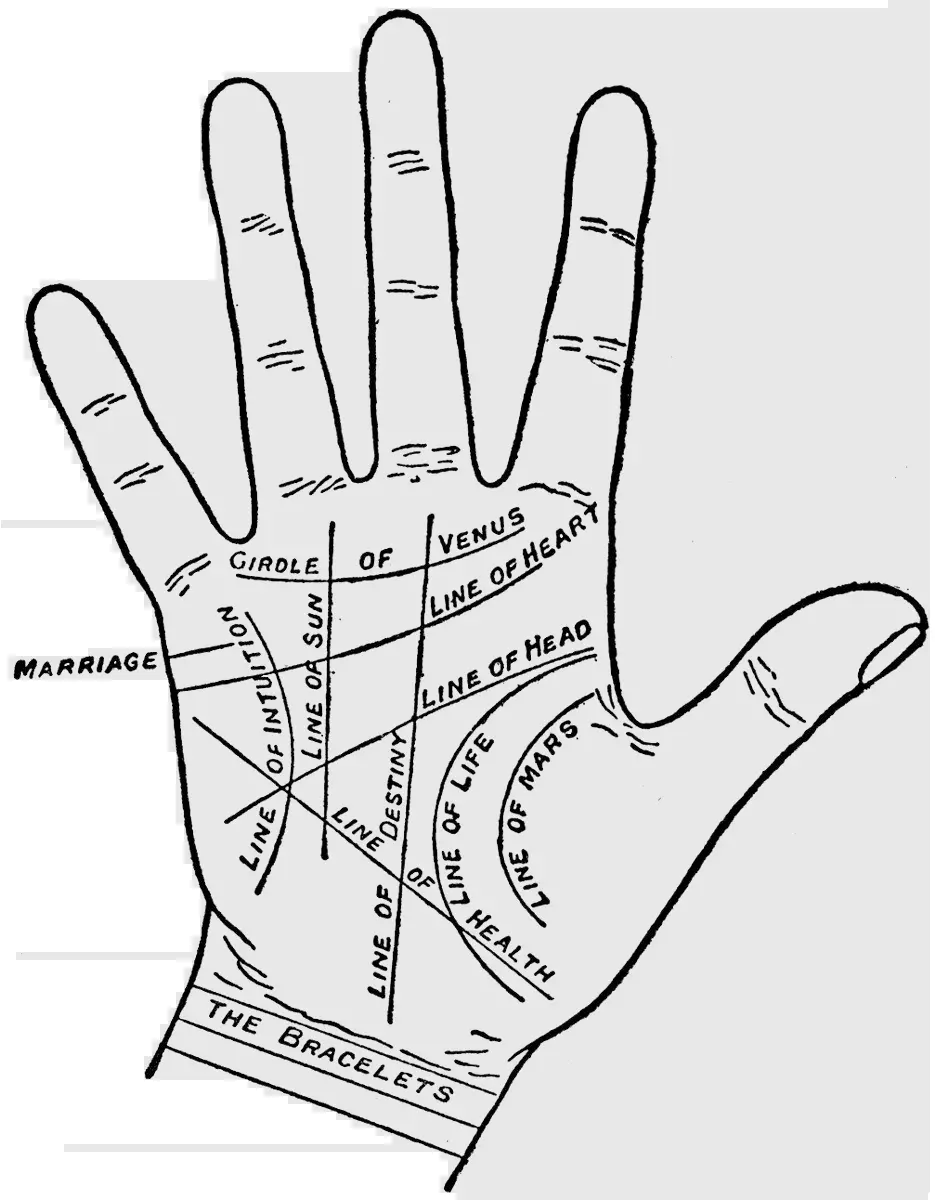 GIRDLE OF VENUS
LINE OF HEART
MARRIAGE
LINE OF INTUITION
LINE OF SUN
LINE OF HEAD
LINE OF DESTINY
LINE OF LIFE
LINE OF MARS
LINE OF HEALTH
THE BRACELETS